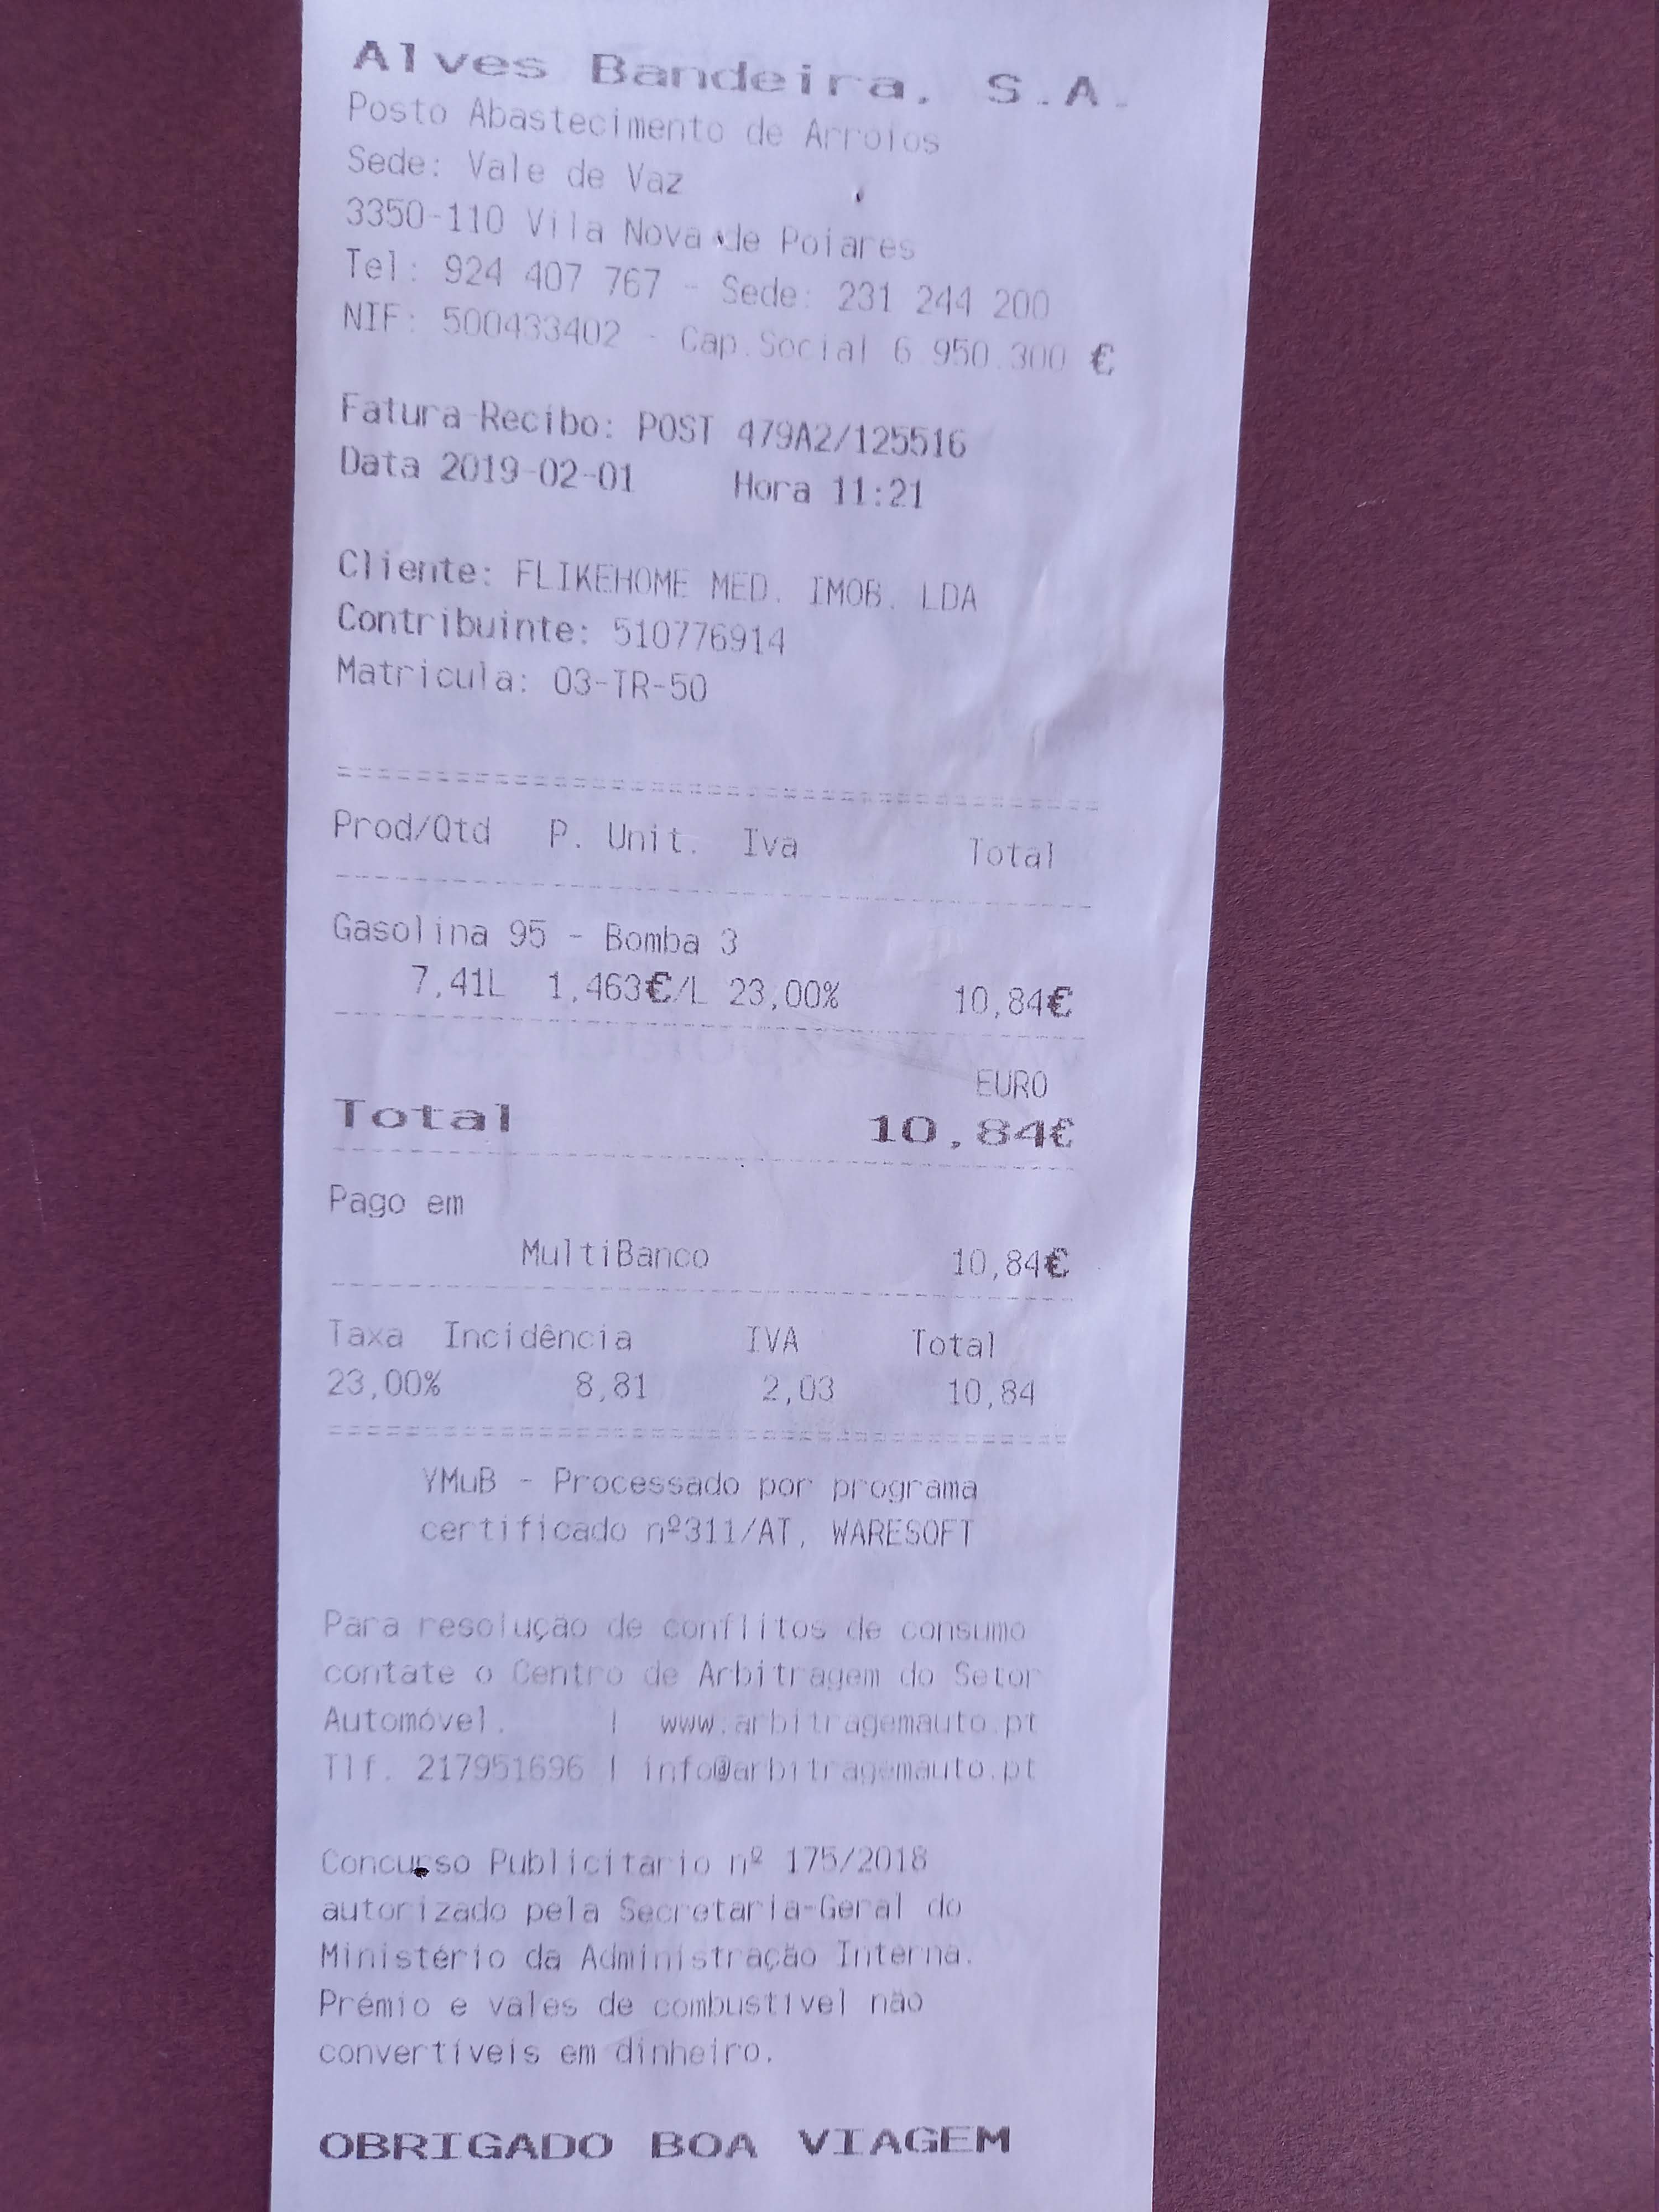 Alves Bandeira, S.A.
Posto Abastecimento de Arroios
Sede: Vale de Vaz
3350-110 Vila Nova de Poiares
Tel: 924 407 767 - Sede: 231 244 200
NIF: 500433402 - Cap.Social 6.950.300 €
Fatura-Recibo: POST 479A2/125516
Data 2019-02-01 Hora 11:21
Cliente: FLIKEHOME MED. IMOB. LDA
Contribuinte: 510776914
Matricula: 03-TR-50
Prod/Qtd P. Unit. Iva Total
Gasolina 95 - Bomba 3
7,41L 1,463€/L 23,00% 10,84€
EURO
Total 10,84€
Pago em
MultiBanco 10,84€
Taxa Incidência IVA Total
23,00% 8,81 2,03 10,84
YMuB - Processado por programa
certificado nº311/AT, WARESOFT
Para resolução de conflitos de consumo
contate o Centro de Arbitragem do Setor
Automóvel. | www.arbitragemauto.pt
Tlf. 217951696 | info@arbitragemauto.pt
Concurso Publicitário nº 175/2018
autorizado pela Secretaria-Geral do
Ministério da Administração Interna.
Prémio e vales de combustível não
convertíveis em dinheiro.
OBRIGADO BOA VIAGEM